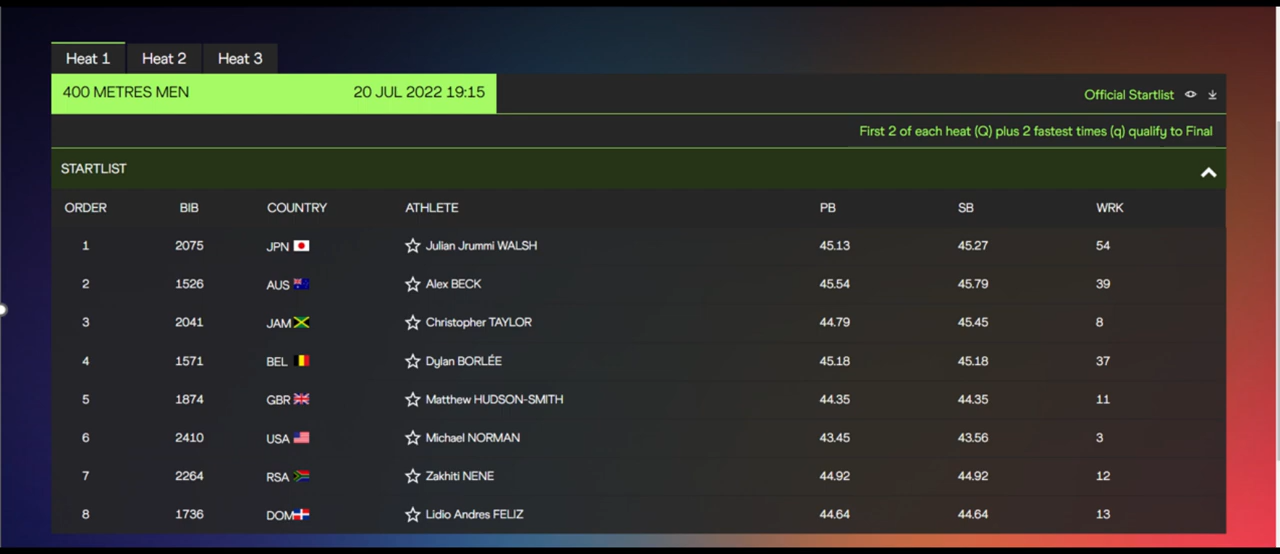 Heat 1 Heat 2 Heat 3
400 METRES MEN 20 JUL 2022 19:15 Official Startlist
First 2 of each heat (Q) plus 2 fastest times (q) qualify to Final
STARTLIST
ORDER BIB COUNTRY ATHLETE PB SB WRK
1 2075 JPN Julian Jrummi WALSH 45.13 45.27 54
2 1526 AUS Alex BECK 45.54 45.79 39
3 2041 JAM Christopher TAYLOR 44.79 45.45 8
4 1571 BEL Dylan BORLÉE 45.18 45.18 37
5 1874 GBR Matthew HUDSON-SMITH 44.35 44.35 11
6 2410 USA Michael NORMAN 43.45 43.56 3
7 2264 RSA Zakhiti NENE 44.92 44.92 12
8 1736 DOM Lidio Andres FELIZ 44.64 44.64 13